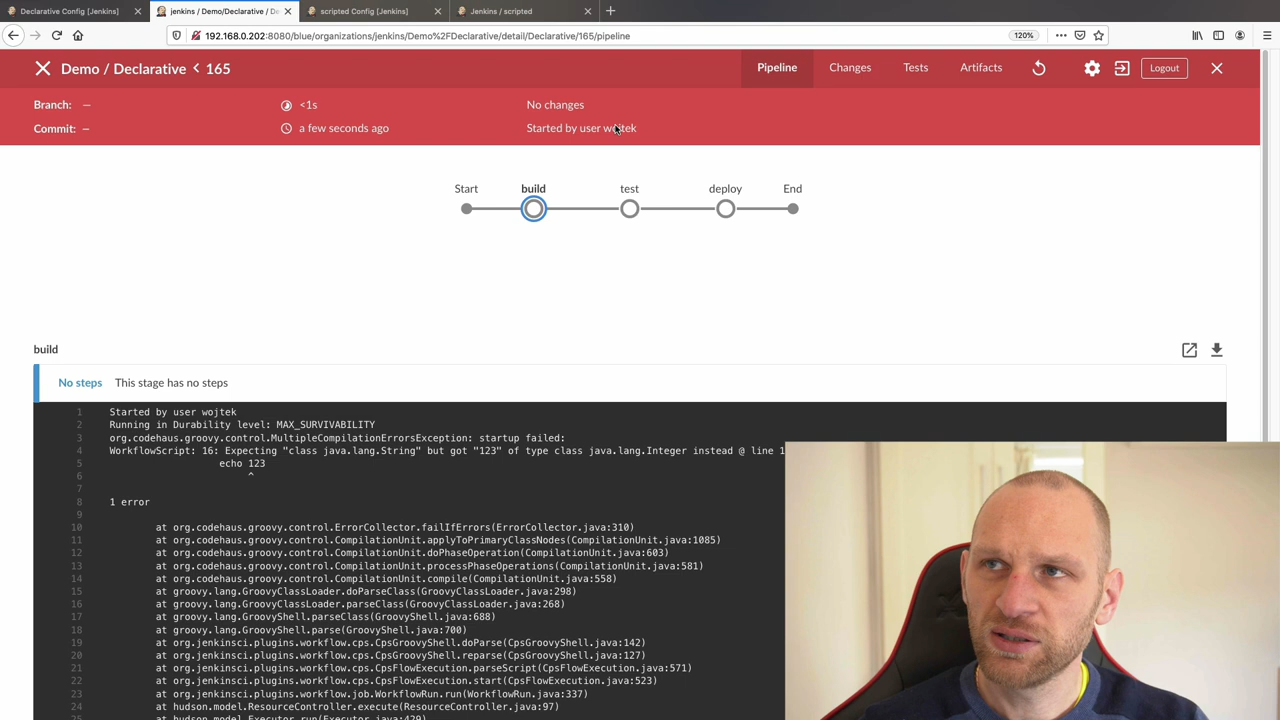 Declarative Config [Jenkins]
jenkins / Demo/Declarative / De
scripted Config [Jenkins]
Jenkins / scripted
192.168.0.202:8080/blue/organizations/jenkins/Demo%2FDeclarative/detail/Declarative/165/pipeline
120%
Demo / Declarative < 165
Pipeline
Changes
Tests
Artifacts
Logout
Branch: —
<1s
No changes
Commit: —
a few seconds ago
Started by user wojtek
Start
build
test
deploy
End
build
No steps This stage has no steps
1 Started by user wojtek
2 Running in Durability level: MAX_SURVIVABILITY
3 org.codehaus.groovy.control.MultipleCompilationErrorsException: startup failed:
4 WorkflowScript: 16: Expecting "class java.lang.String" but got "123" of type class java.lang.Integer instead @ line 1
5 echo 123
6 ^
7
8 1 error
9
10 at org.codehaus.groovy.control.ErrorCollector.failIfErrors(ErrorCollector.java:310)
11 at org.codehaus.groovy.control.CompilationUnit.applyToPrimaryClassNodes(CompilationUnit.java:1085)
12 at org.codehaus.groovy.control.CompilationUnit.doPhaseOperation(CompilationUnit.java:603)
13 at org.codehaus.groovy.control.CompilationUnit.processPhaseOperations(CompilationUnit.java:581)
14 at org.codehaus.groovy.control.CompilationUnit.compile(CompilationUnit.java:558)
15 at groovy.lang.GroovyClassLoader.doParseClass(GroovyClassLoader.java:298)
16 at groovy.lang.GroovyClassLoader.parseClass(GroovyClassLoader.java:268)
17 at groovy.lang.GroovyShell.parseClass(GroovyShell.java:688)
18 at groovy.lang.GroovyShell.parse(GroovyShell.java:700)
19 at org.jenkinsci.plugins.workflow.cps.CpsGroovyShell.doParse(CpsGroovyShell.java:142)
20 at org.jenkinsci.plugins.workflow.cps.CpsGroovyShell.reparse(CpsGroovyShell.java:127)
21 at org.jenkinsci.plugins.workflow.cps.CpsFlowExecution.parseScript(CpsFlowExecution.java:571)
22 at org.jenkinsci.plugins.workflow.cps.CpsFlowExecution.start(CpsFlowExecution.java:523)
23 at org.jenkinsci.plugins.workflow.job.WorkflowRun.run(WorkflowRun.java:337)
24 at hudson.model.ResourceController.execute(ResourceController.java:97)
25 at hudson.model.Executor.run(Executor.java:429)